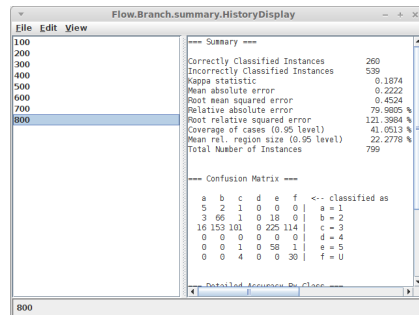 Flow.Branch.summary.HistoryDisplay
File Edit View
100
200
300
400
500
600
700
800
=== Summary ===
Correctly Classified Instances 260
Incorrectly Classified Instances 539
Kappa statistic 0.1874
Mean absolute error 0.2222
Root mean squared error 0.4524
Relative absolute error 79.9805 %
Root relative squared error 121.3984 %
Coverage of cases (0.95 level) 41.0513 %
Mean rel. region size (0.95 level) 22.2778 %
Total Number of Instances 799
=== Confusion Matrix ===
a b c d e f <-- classified as
5 2 1 0 0 0 | a = 1
3 66 1 0 18 0 | b = 2
16 153 101 0 225 114 | c = 3
0 0 0 0 0 0 | d = 4
0 0 1 0 58 1 | e = 5
0 0 4 0 0 30 | f = U
=== Detailed Accuracy By Class ===
800